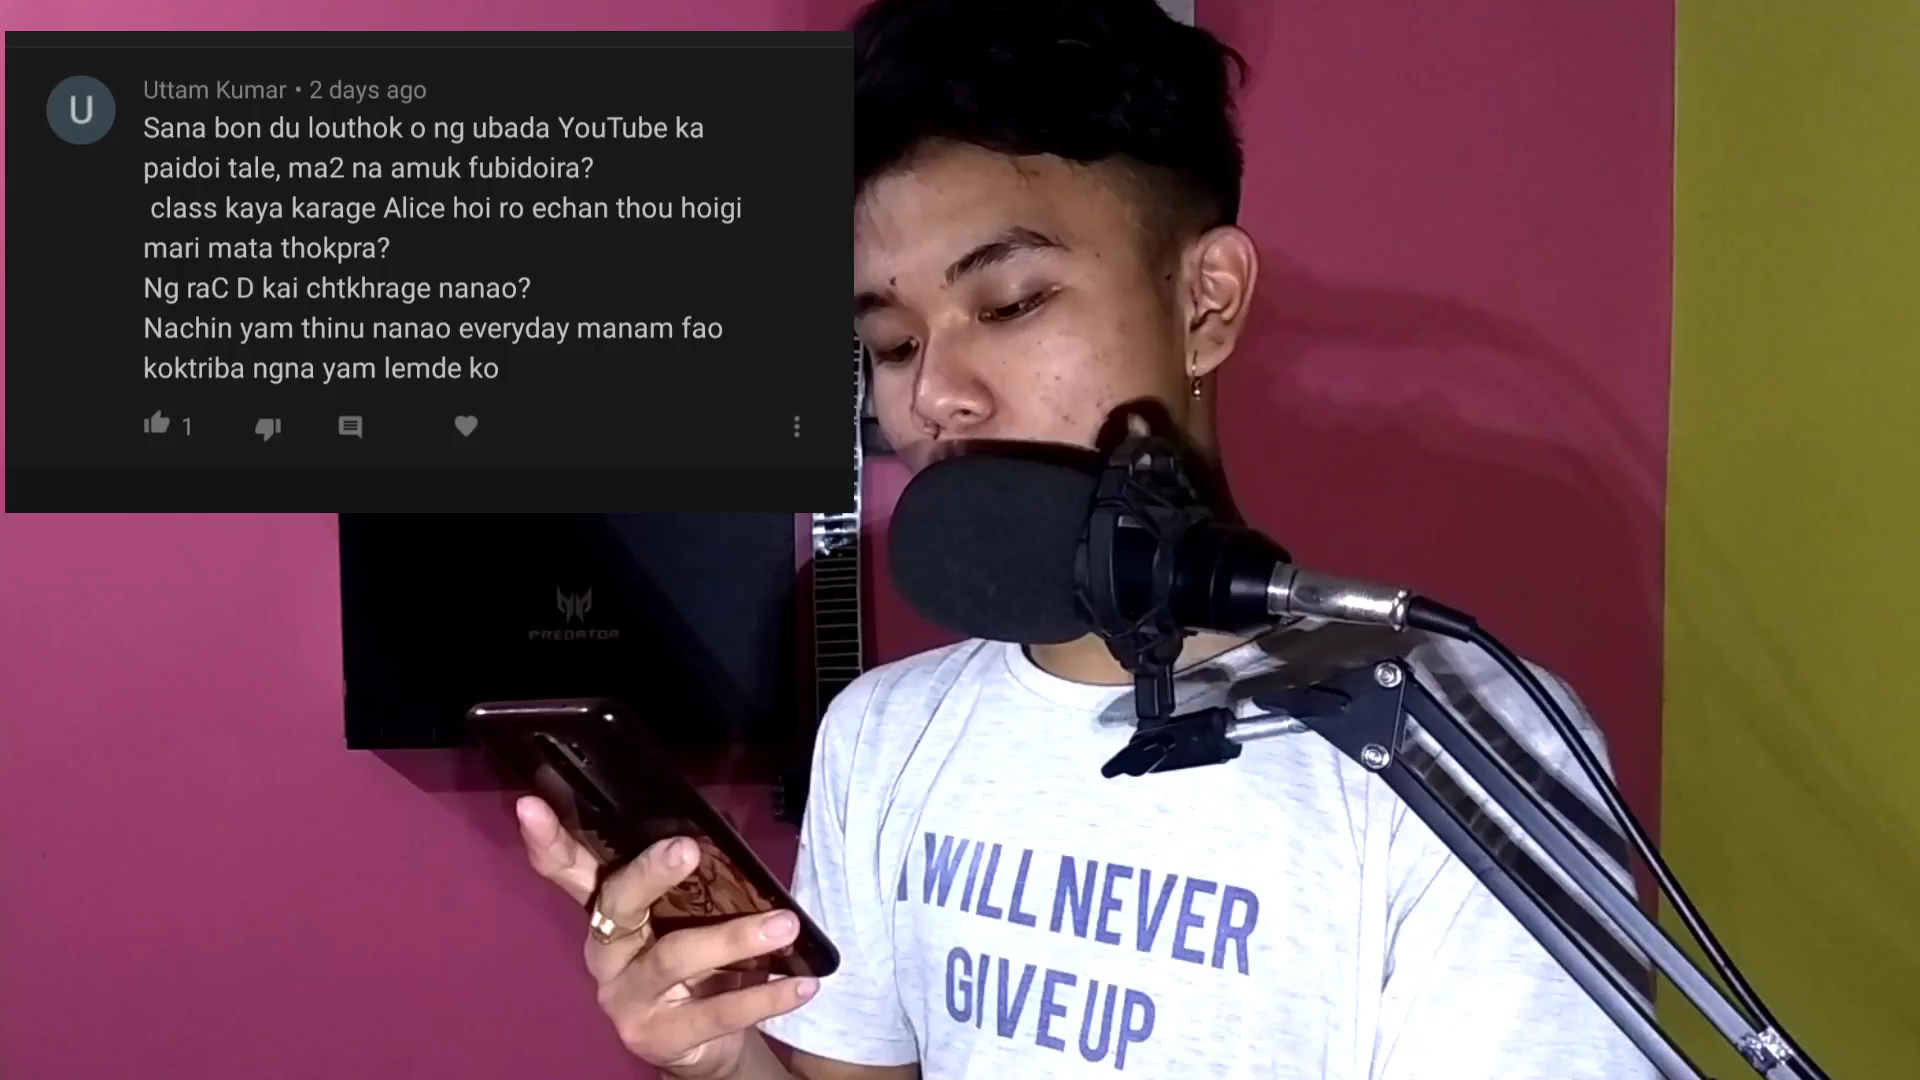 Uttam Kumar • 2 days ago
Sana bon du louthok o ng ubada YouTube ka
paidoi tale, ma2 na amuk fubidoira?
class kaya karage Alice hoi ro echan thou hoigi
mari mata thokpra?
Ng raC D kai chtkhrage nanao?
Nachin yam thinu nanao everyday manam fao
koktriba ngna yam lemde ko
1
U
PREDATOR
I WILL NEVER
GIVE UP